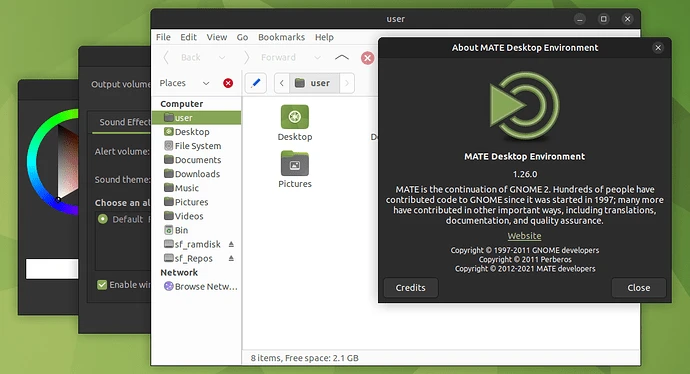 user
File Edit View Go Bookmarks Help
Back Forward
Places
user
Computer
user
Desktop
File System
Documents
Downloads
Music
Pictures
Videos
Bin
sf_ramdisk
sf_Repos
Network
Browse Netw…
Desktop
Pictures
8 items, Free space: 2.1 GB
Output volume
Sound Effect
Alert volume:
Sound theme:
Choose an al
Default
Enable win
About MATE Desktop Environment
MATE Desktop Environment
1.26.0
MATE is the continuation of GNOME 2. Hundreds of people have
contributed code to GNOME since it was started in 1997; many more
have contributed in other important ways, including translations,
documentation, and quality assurance.
Website
Copyright © 1997-2011 GNOME developers
Copyright © 2011 Perberos
Copyright © 2012-2021 MATE developers
Credits Close